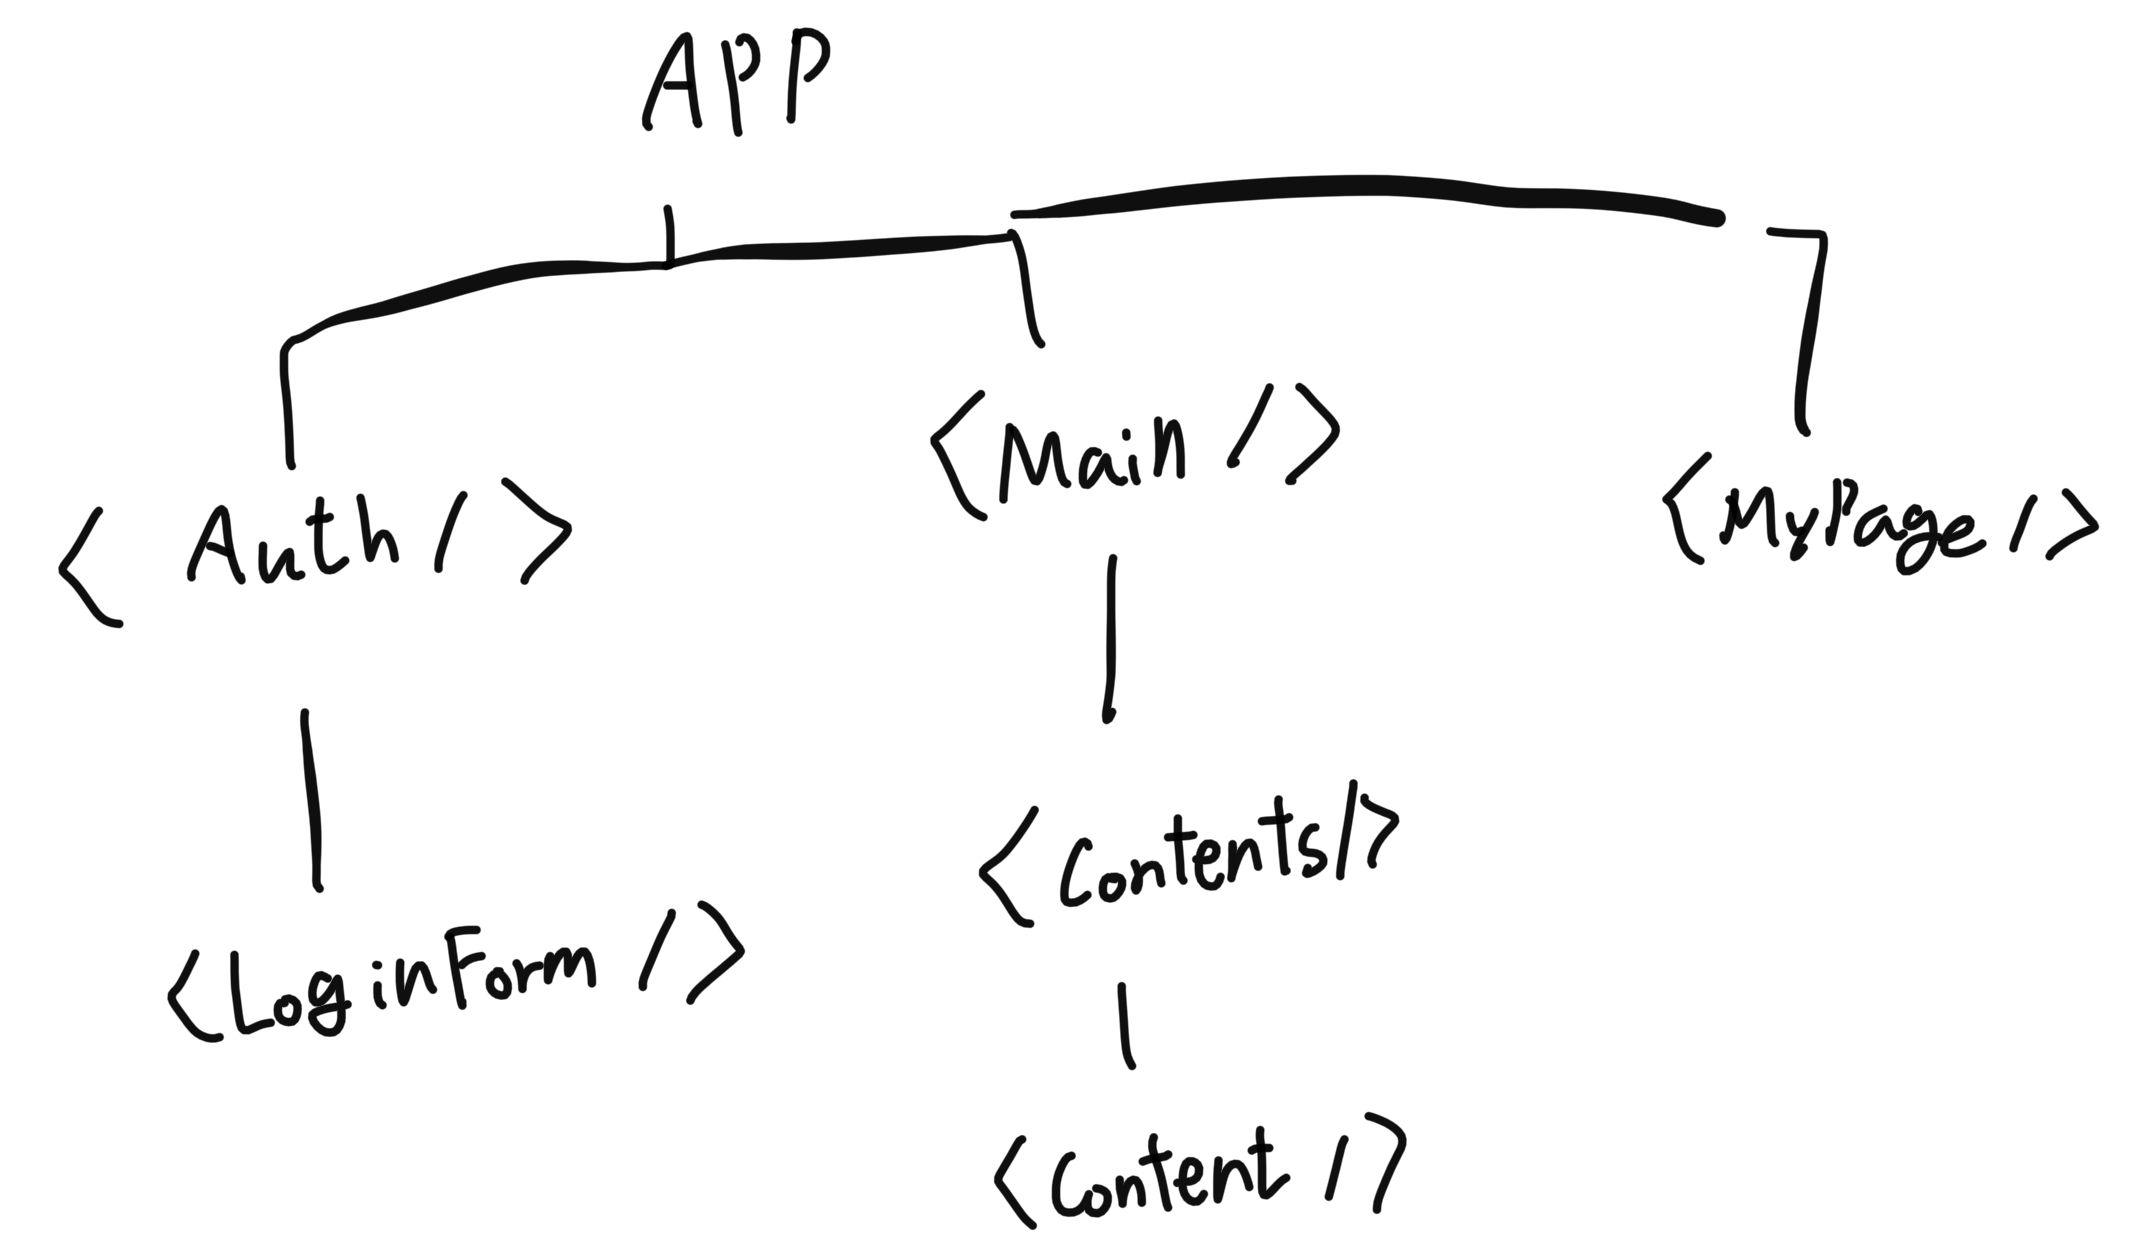 APP
<Main />
<Auth/>
<MyPage />
<Contents/>
<LoginForm />
<Content />